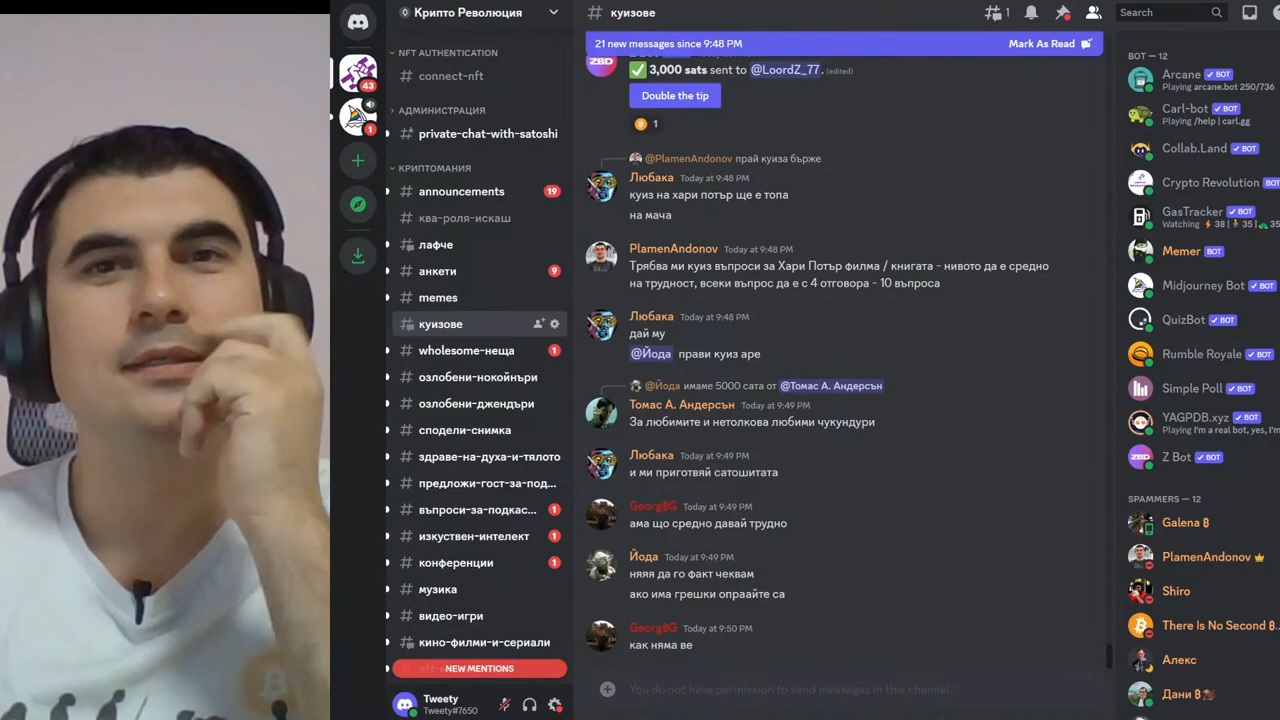 Крипто Революция
NFT AUTHENTICATION
connect-nft
АДМИНИСТРАЦИЯ
private-chat-with-satoshi
КРИПТОМАНИЯ
announcements 19
ква-роля-искаш
лафче
анкети 9
memes
куизове
wholesome-неща 1
озлобени-нокойнъри
озлобени-джендъри
сподели-снимка
здраве-на-духа-и-тялото
предложи-гост-за-под...
въпроси-за-подкас... 1
изкуствен-интелект 1
конференции 1
музика
видео-игри
кино-филми-и-сериали
NEW MENTIONS
Tweety
Tweety#7650
43
1
# куизове
1
Search
21 new messages since 9:48 PM Mark As Read
ZBD
3,000 sats sent to @LoordZ_77. (edited)
Double the tip
1
@PlamenAndonov прай куиза бърже
Любака Today at 9:48 PM
куиз на хари потър ще е топа
на мача
PlamenAndonov Today at 9:48 PM
Трябва ми куиз въпроси за Хари Потър филма / книгата - нивото да е средно
на трудност, всеки въпрос да е с 4 отговора - 10 въпроса
Любака Today at 9:48 PM
дай му
@Йода прави куиз аре
@Йода имаме 5000 сата от @Томас А. Андерсън
Томас А. Андерсън Today at 9:49 PM
За любимите и нетолкова любими чукундури
Любака Today at 9:49 PM
и ми приготвяй сатошитата
Georg₿G Today at 9:49 PM
ама що средно давай трудно
Йода Today at 9:49 PM
няяя да го факт чеквам
ако има грешки опраайте са
Georg₿G Today at 9:50 PM
как няма ве
You do not have permission to send messages in this channel.
BOT — 12
Arcane BOT
Playing arcane.bot 250/736
Carl-bot BOT
Playing /help | carl.gg
Collab.Land BOT
Crypto Revolution
GasTracker BOT
Watching 38 | 35 |
Memer BOT
Midjourney Bot
QuizBot BOT
Rumble Royale BOT
Simple Poll BOT
YAGPDB.xyz BOT
Playing I'm a real bot, yes, I'm
ZBD
Z Bot BOT
SPAMMERS — 12
Galena ₿
PlamenAndonov
Shiro
There Is No Second ₿...
Алекс
Дани ₿